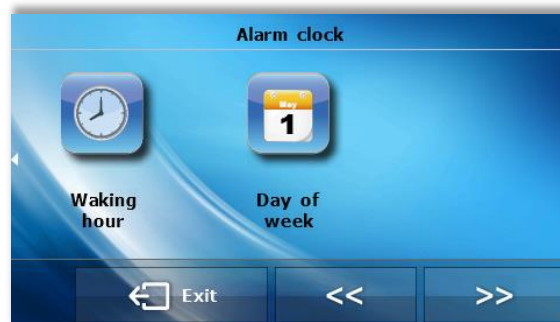 Alarm clock
May
1
Waking
hour
Day of
week
Exit
<<
>>